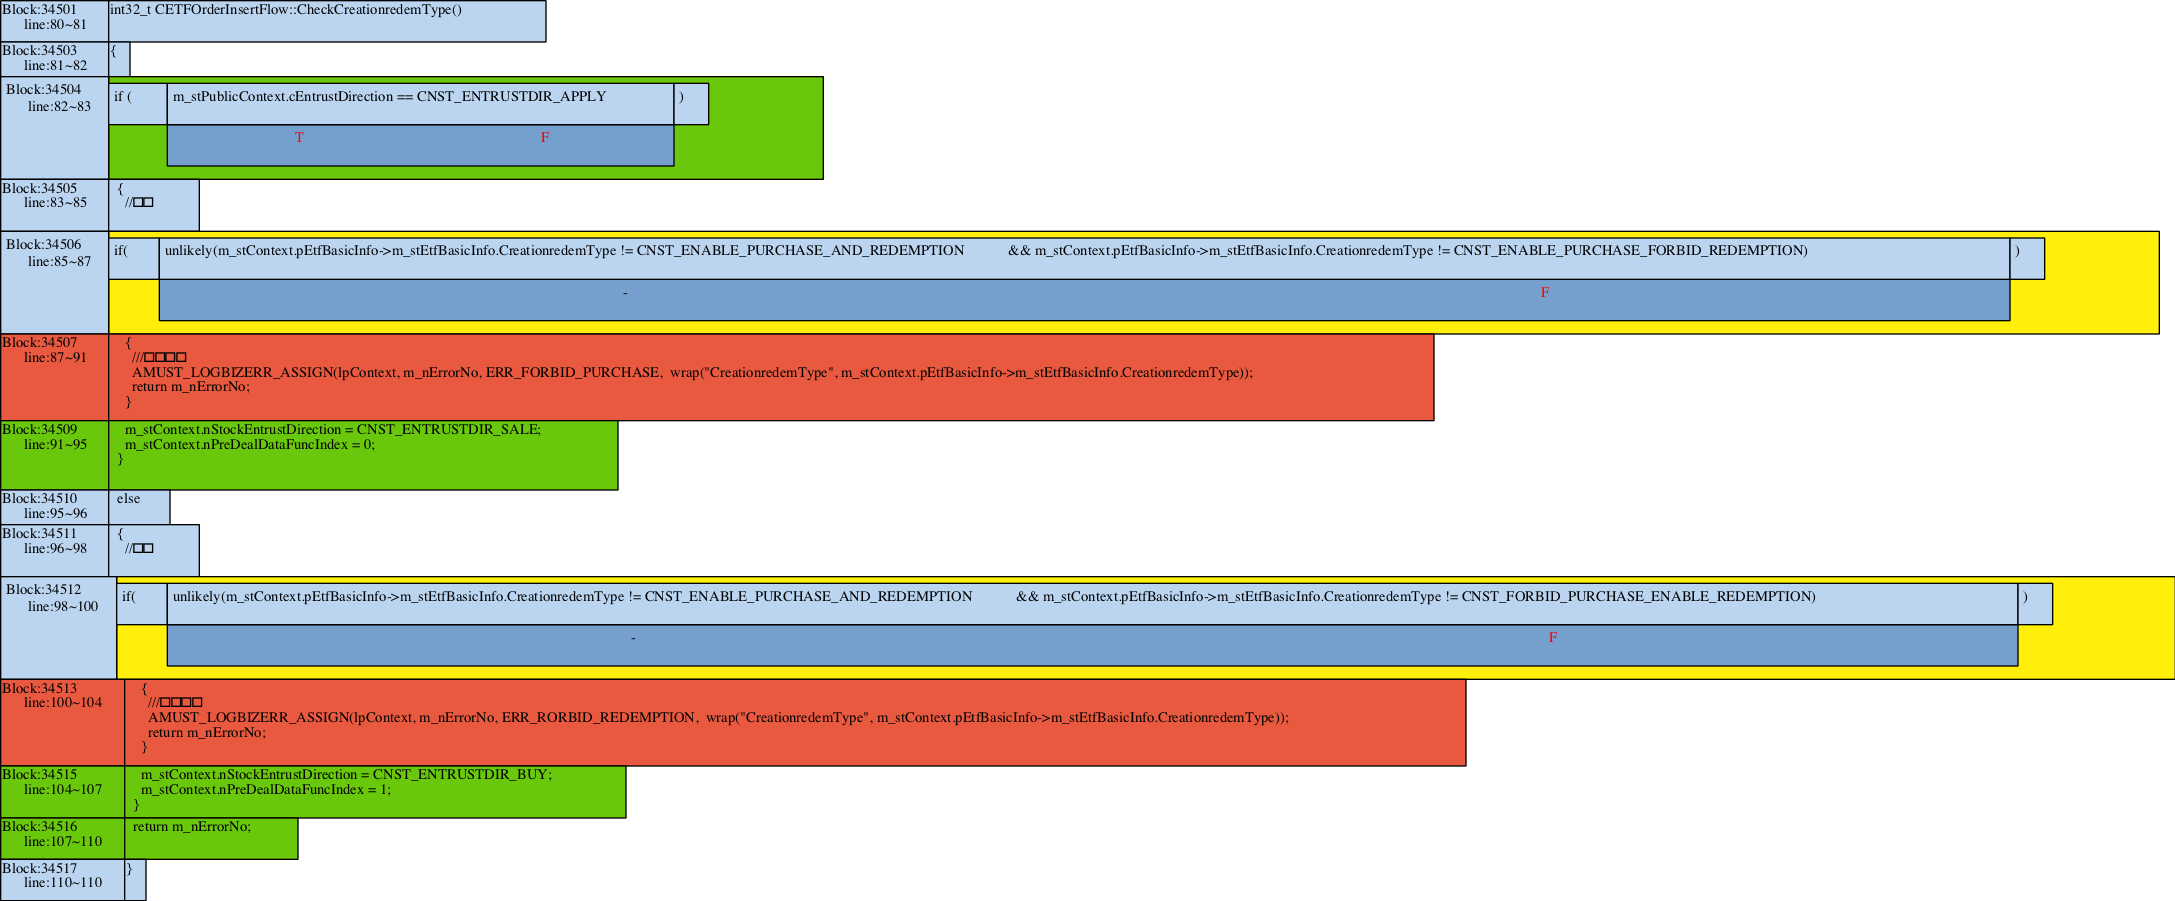 Block:34501 int32_t CETFOrderInsertFlow::CheckCreationredemType()
line:80~81
Block:34503 {
line:81~82
Block:34504 if ( m_stPublicContext.cEntrustDirection == CNST_ENTRUSTDIR_APPLY )
line:82~83
T F
Block:34505 {
line:83~85 //□□
Block:34506 if( unlikely(m_stContext.pEtfBasicInfo->m_stEtfBasicInfo.CreationredemType != CNST_ENABLE_PURCHASE_AND_REDEMPTION && m_stContext.pEtfBasicInfo->m_stEtfBasicInfo.CreationredemType != CNST_ENABLE_PURCHASE_FORBID_REDEMPTION) )
line:85~87
- F
Block:34507 {
line:87~91 ///□□□□
AMUST_LOGBIZERR_ASSIGN(lpContext, m_nErrorNo, ERR_FORBID_PURCHASE, wrap("CreationredemType", m_stContext.pEtfBasicInfo->m_stEtfBasicInfo.CreationredemType));
return m_nErrorNo;
}
Block:34509 m_stContext.nStockEntrustDirection = CNST_ENTRUSTDIR_SALE;
line:91~95 m_stContext.nPreDealDataFuncIndex = 0;
}
Block:34510 else
line:95~96
Block:34511 {
line:96~98 //□□
Block:34512 if( unlikely(m_stContext.pEtfBasicInfo->m_stEtfBasicInfo.CreationredemType != CNST_ENABLE_PURCHASE_AND_REDEMPTION && m_stContext.pEtfBasicInfo->m_stEtfBasicInfo.CreationredemType != CNST_FORBID_PURCHASE_ENABLE_REDEMPTION) )
line:98~100
- F
Block:34513 {
line:100~104 ///□□□□
AMUST_LOGBIZERR_ASSIGN(lpContext, m_nErrorNo, ERR_RORBID_REDEMPTION, wrap("CreationredemType", m_stContext.pEtfBasicInfo->m_stEtfBasicInfo.CreationredemType));
return m_nErrorNo;
}
Block:34515 m_stContext.nStockEntrustDirection = CNST_ENTRUSTDIR_BUY;
line:104~107 m_stContext.nPreDealDataFuncIndex = 1;
}
Block:34516 return m_nErrorNo;
line:107~110
Block:34517 }
line:110~110